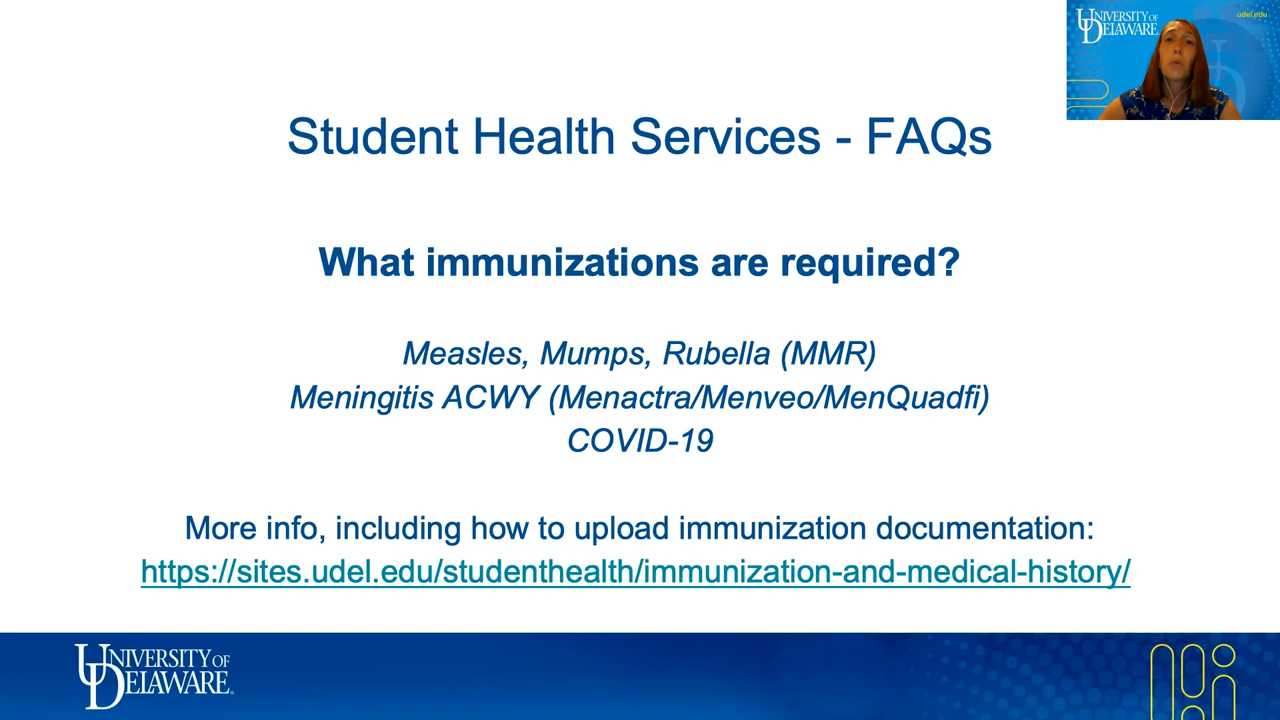 UNIVERSITY OF
DELAWARE
udel.edu
Student Health Services - FAQs
What immunizations are required?
Measles, Mumps, Rubella (MMR)
Meningitis ACWY (Menactra/Menveo/MenQuadfi)
COVID-19
More info, including how to upload immunization documentation:
https://sites.udel.edu/studenthealth/immunization-and-medical-history/
UNIVERSITY OF
DELAWARE